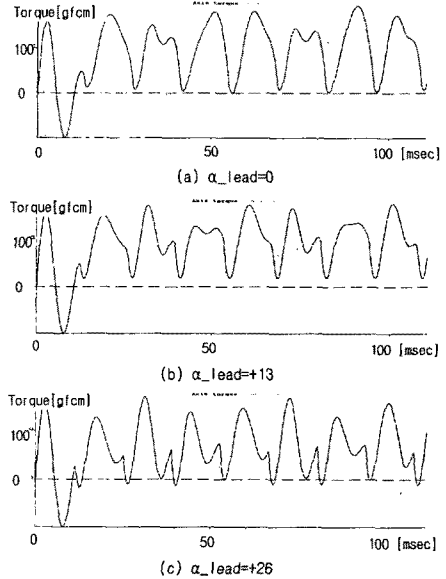 Torque[gfcm]
100
0
0 50 100 [msec]
(a) α_lead=0
Torque[gfcm]
100
0
0 50 100 [msec]
(b) α_lead=+13
Torque[gfcm]
100
0
0 50 100 [msec]
(c) α_lead=+26